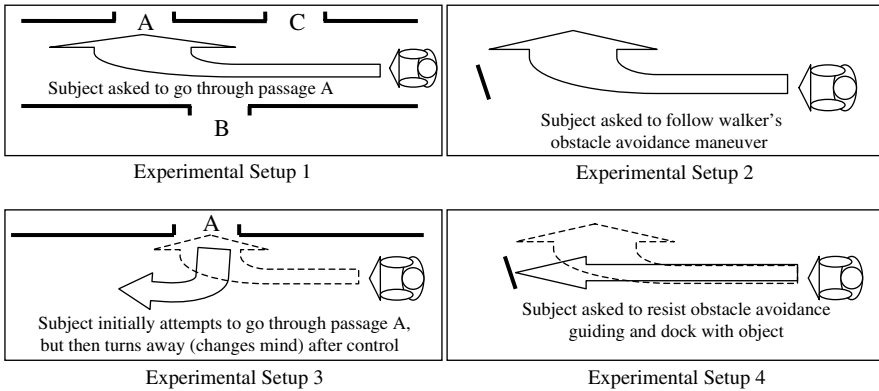 A
C
Subject asked to go through passage A
B
Experimental Setup 1
Subject asked to follow walker's
obstacle avoidance maneuver
Experimental Setup 2
A
Subject initially attempts to go through passage A,
but then turns away (changes mind) after control
Experimental Setup 3
Subject asked to resist obstacle avoidance
guiding and dock with object
Experimental Setup 4